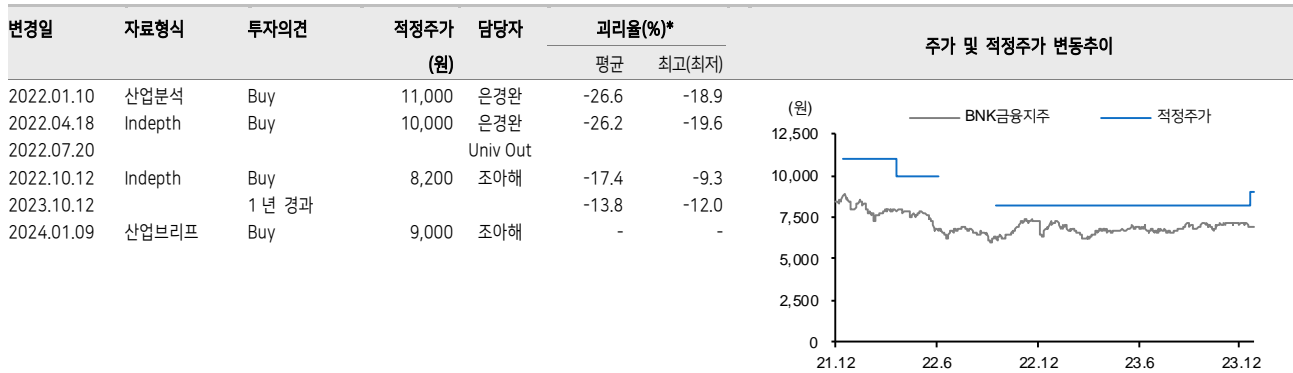 변경일 자료형식 투자의견 적정주가 담당자 괴리율(%)* 주가 및 적정주가 변동추이
(원) 평균 최고(최저)
2022.01.10 산업분석 Buy 11,000 은경완 -26.6 -18.9
2022.04.18 Indepth Buy 10,000 은경완 -26.2 -19.6
2022.07.20 Univ Out
2022.10.12 Indepth Buy 8,200 조아해 -17.4 -9.3
2023.10.12 1년 경과 -13.8 -12.0
2024.01.09 산업브리프 Buy 9,000 조아해 - -
(원) BNK금융지주 적정주가
12,500
10,000
7,500
5,000
2,500
0
21.12 22.6 22.12 23.6 23.12